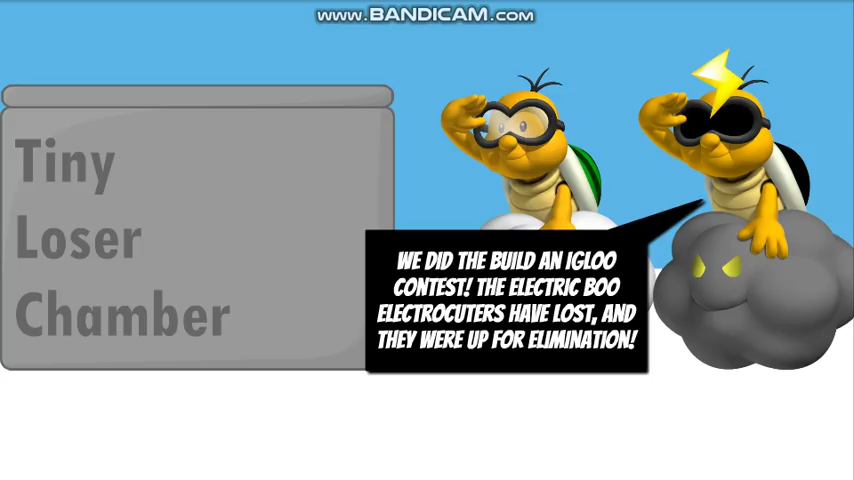 www.BANDICAM.com
Tiny
Loser
Chamber
WE DID THE BUILD AN IGLOO
CONTEST! THE ELECTRIC BOO
ELECTROCUTERS HAVE LOST, AND
THEY WERE UP FOR ELIMINATION!